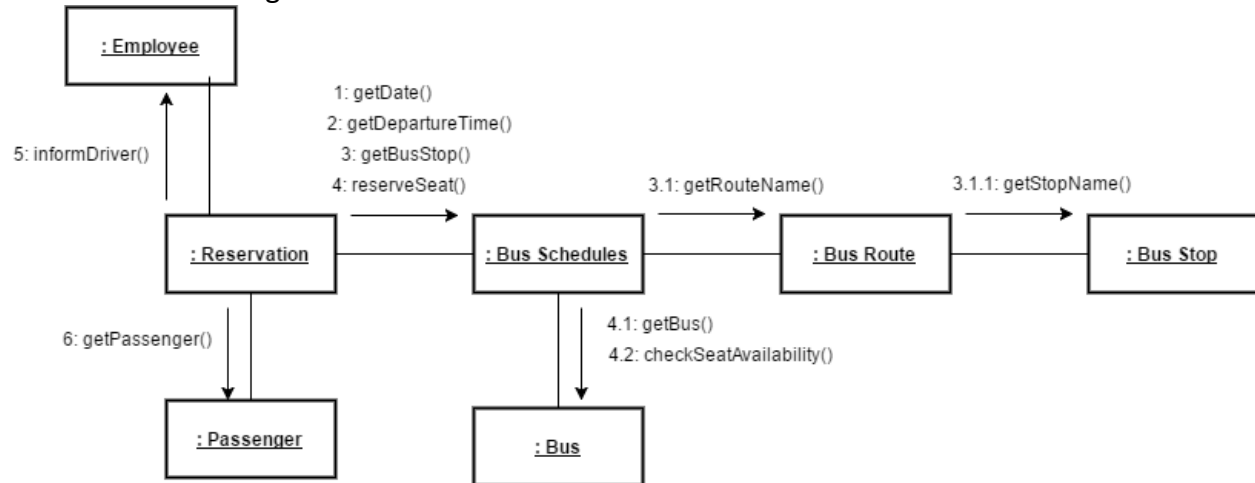 : Employee
1: getDate()
2: getDepartureTime()
3: getBusStop()
4: reserveSeat()
5: informDriver()
3.1: getRouteName()
3.1.1: getStopName()
: Reservation
: Bus Schedules
: Bus Route
: Bus Stop
6: getPassenger()
4.1: getBus()
4.2: checkSeatAvailability()
: Passenger
: Bus